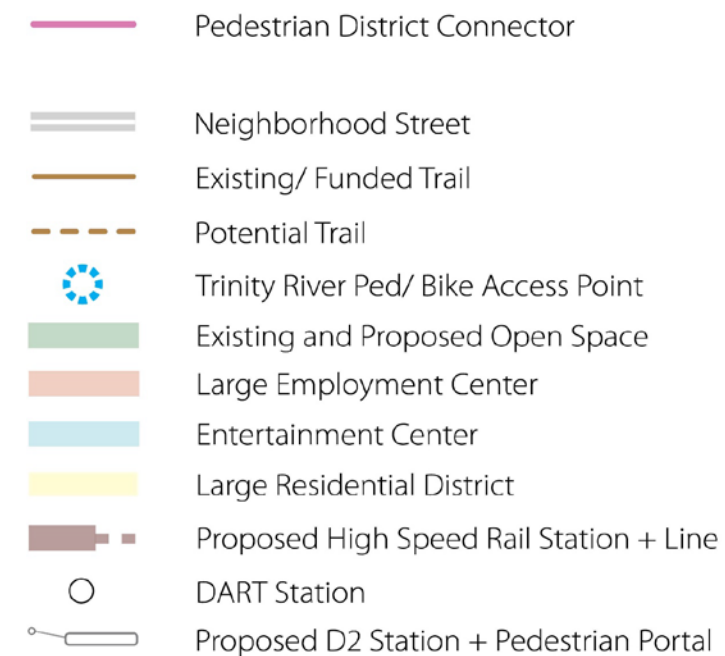 Pedestrian District Connector
Neighborhood Street
Existing/ Funded Trail
Potential Trail
Trinity River Ped/ Bike Access Point
Existing and Proposed Open Space
Large Employment Center
Entertainment Center
Large Residential District
Proposed High Speed Rail Station + Line
DART Station
Proposed D2 Station + Pedestrian Portal